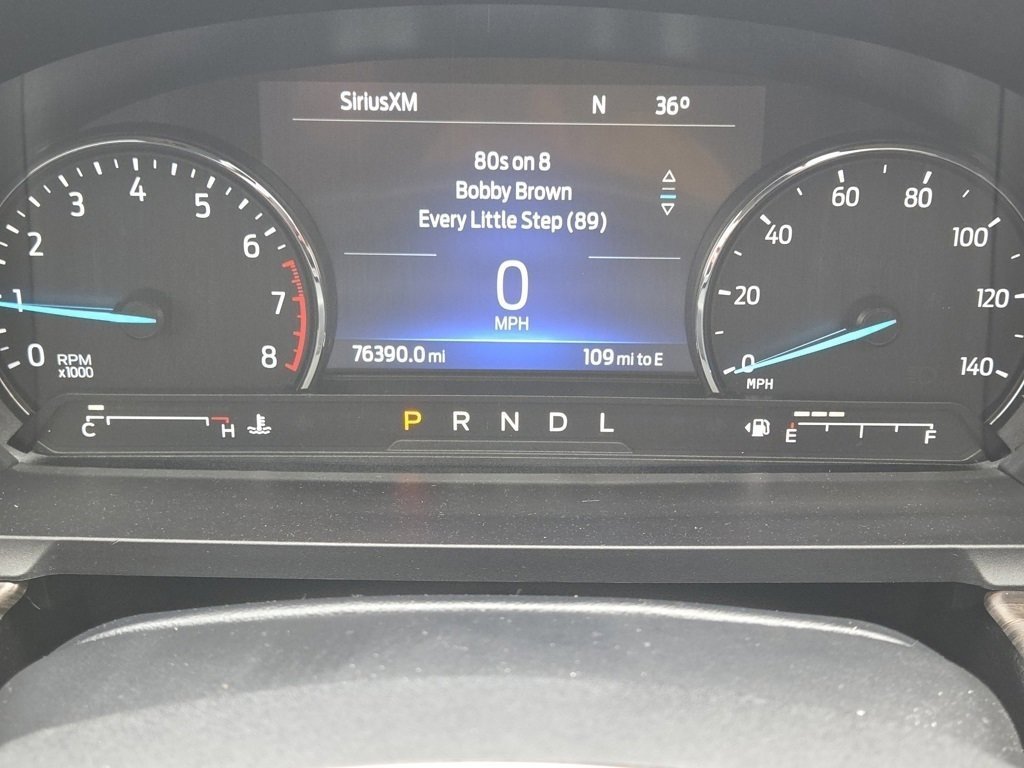 SiriusXM N 36º
80s on 8
Bobby Brown
Every Little Step (89)
0
MPH
76390.0 mi 109 mi to E
0 1 2 3 4 5 6 7 8
RPM
x1000
0 20 40 60 80 100 120 140
MPH
C H
P R N D L
E F